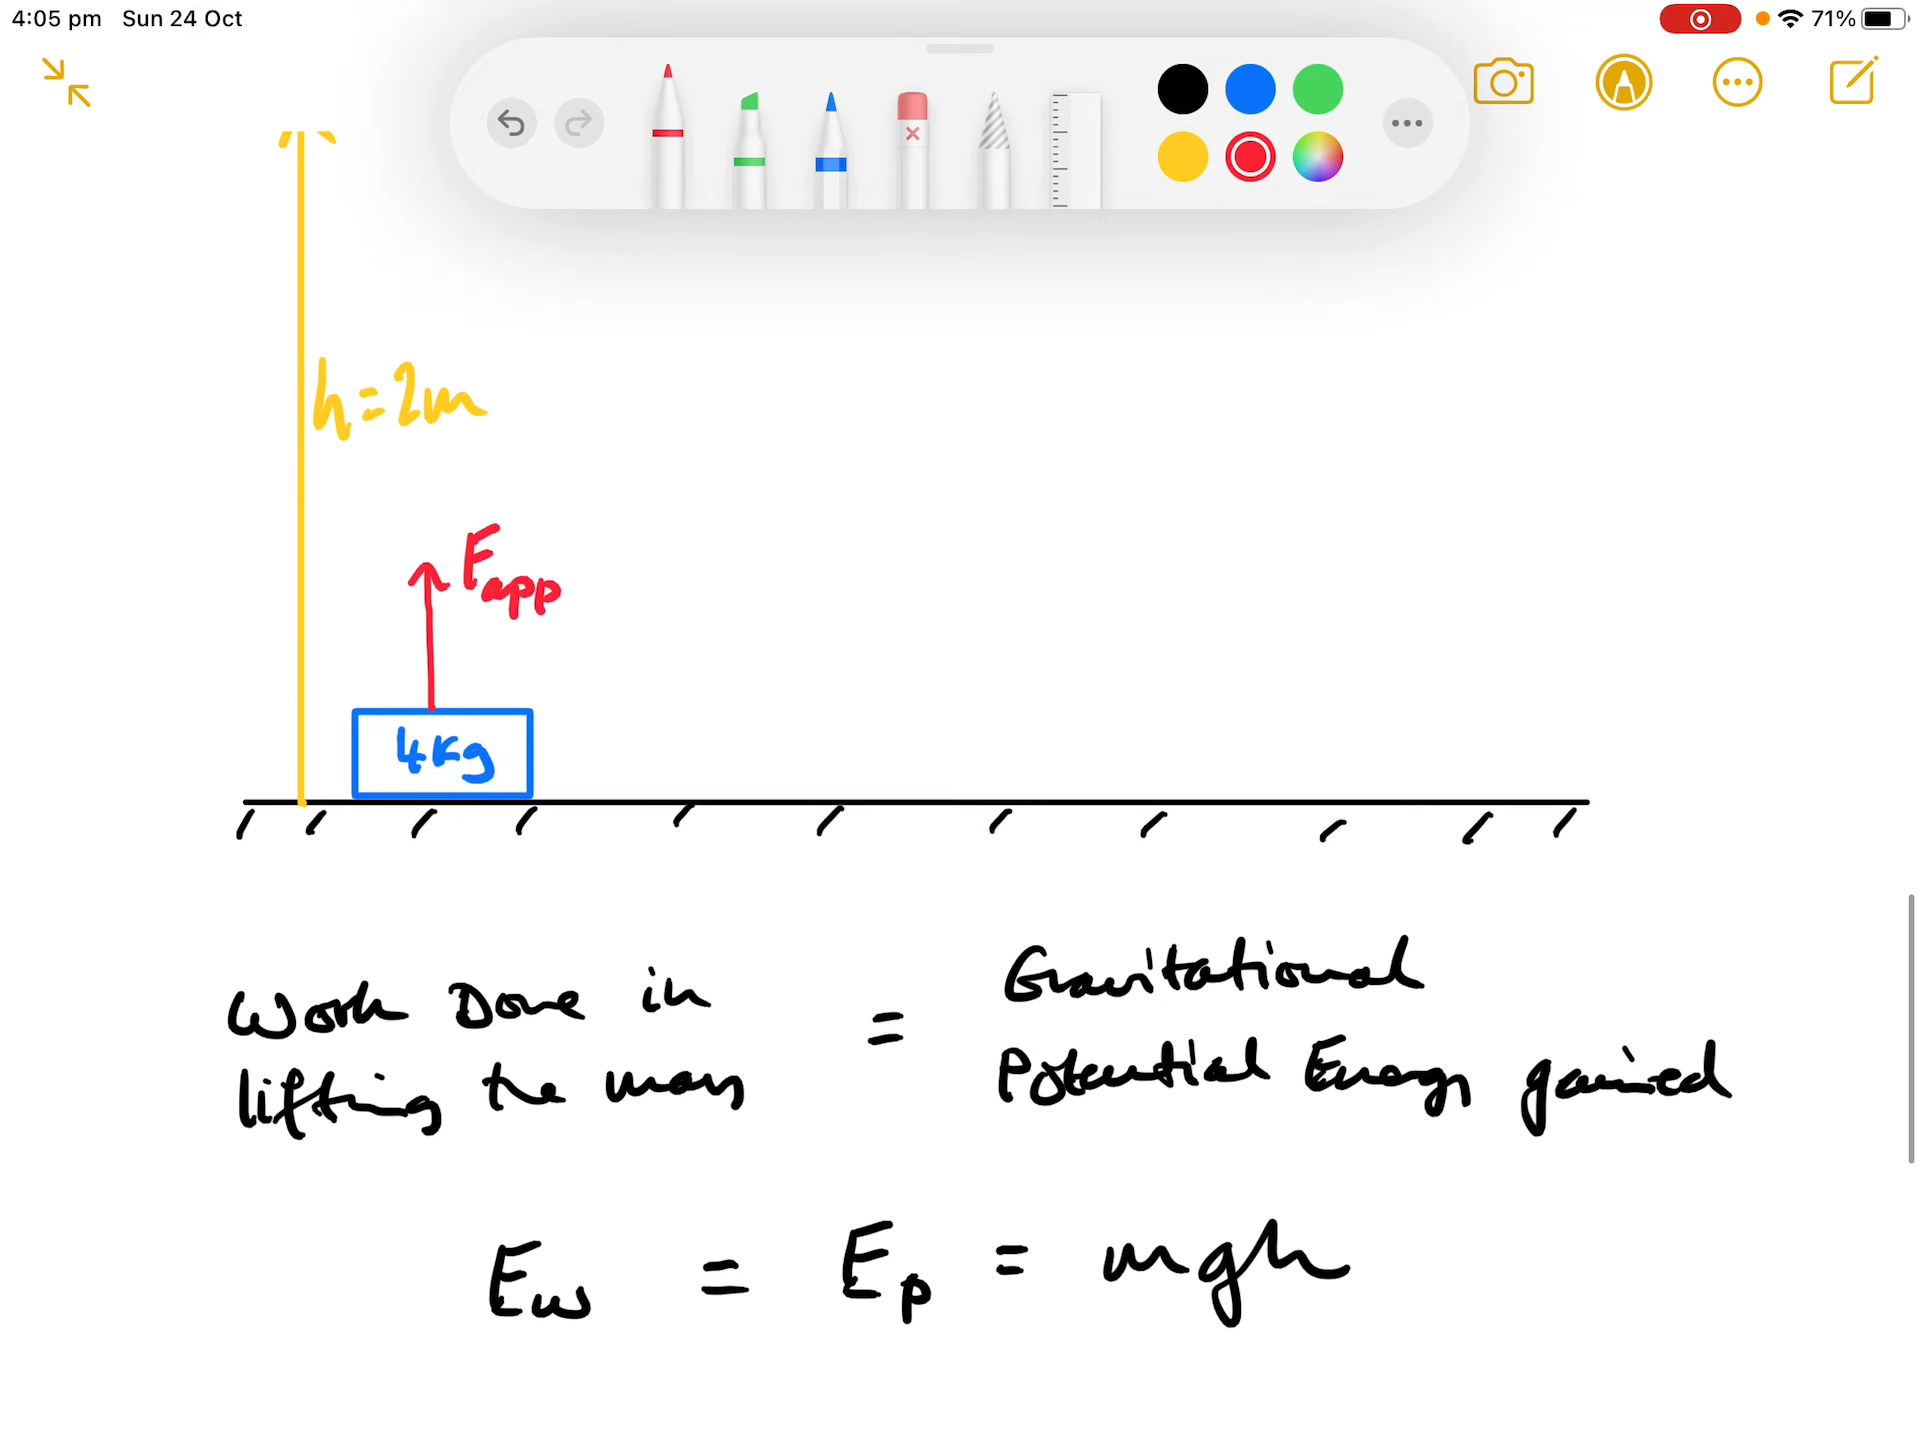 4:05 pm Sun 24 Oct
71%
h = 2m
Fapp
4Kg
Work Done in
lifting the mass
=
Gravitational
Potential Energy gained
Ew = Ep = mgh